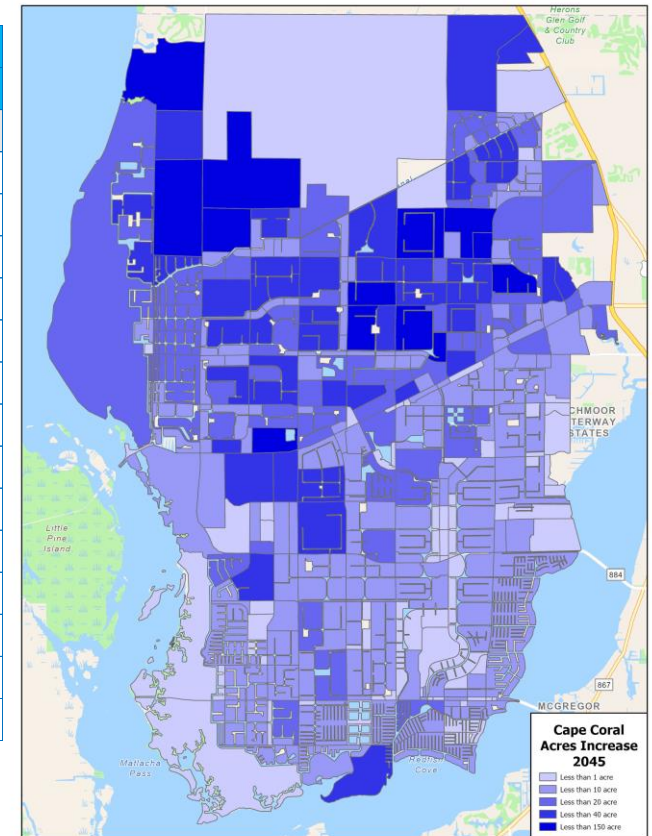 Herons
Glen Golf
& Country
Club
nal
CHMOOR
TERWAY
STATES
Little
Pine
Island
884
867
MCGREGOR
Matlacha
Pass
Redfish
Cove
Cape Coral
Acres Increase
2045
Less than 1 acre
Less than 10 acre
Less than 20 acre
Less than 40 acre
Less than 150 acre